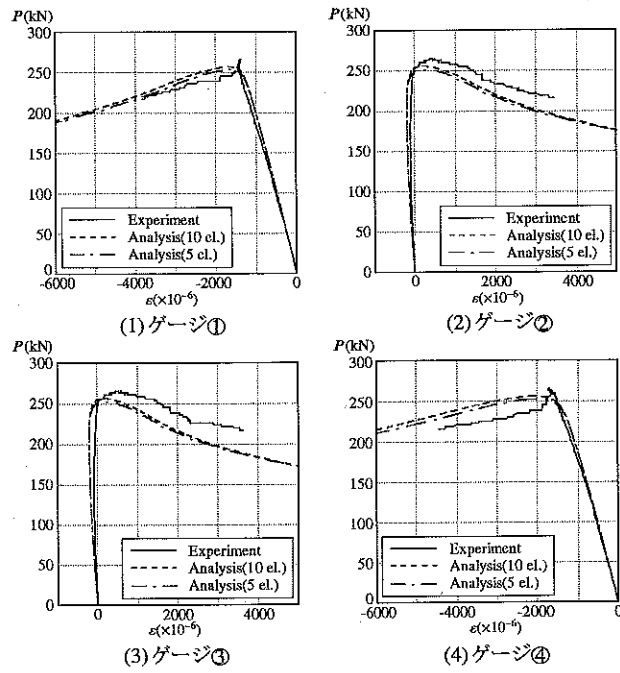 P(kN)
300
250
200
150
100
50
0
Experiment
Analysis(10 el.)
Analysis(5 el.)
-6000 -4000 -2000 0
ε(×10⁻⁶)
(1) ゲージ①
P(kN)
300
250
200
150
100
50
0
Experiment
Analysis(10 el.)
Analysis(5 el.)
0 2000 4000
ε(×10⁻⁶)
(2) ゲージ②
P(kN)
300
250
200
150
100
50
0
Experiment
Analysis(10 el.)
Analysis(5 el.)
0 2000 4000
ε(×10⁻⁶)
(3) ゲージ③
P(kN)
300
250
200
150
100
50
0
Experiment
Analysis(10 el.)
Analysis(5 el.)
-6000 -4000 -2000 0
ε(×10⁻⁶)
(4) ゲージ④